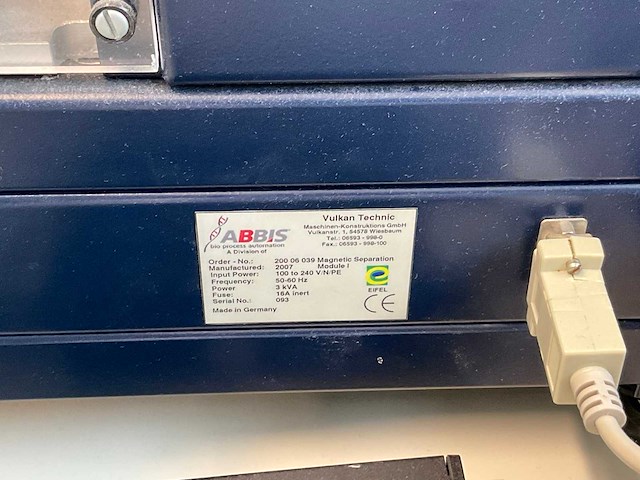 ABBIS
bio process automation
A Division of
Vulkan Technic
Maschinen-Konstruktions GmbH
Vulkanstr. 1, 54578 Wiesbaum
Tel.: 06593 - 998-0
Fax.: 06593 - 998-100
Order - No.: 200 06 039 Magnetic Separation
Manufactured: 2007 Module I
Input Power: 100 to 240 V/N/PE
Frequency: 50-60 Hz
Power 3 kVA
Fuse: 16A inert
Serial No.: 093
Made in Germany
EIFEL
CE